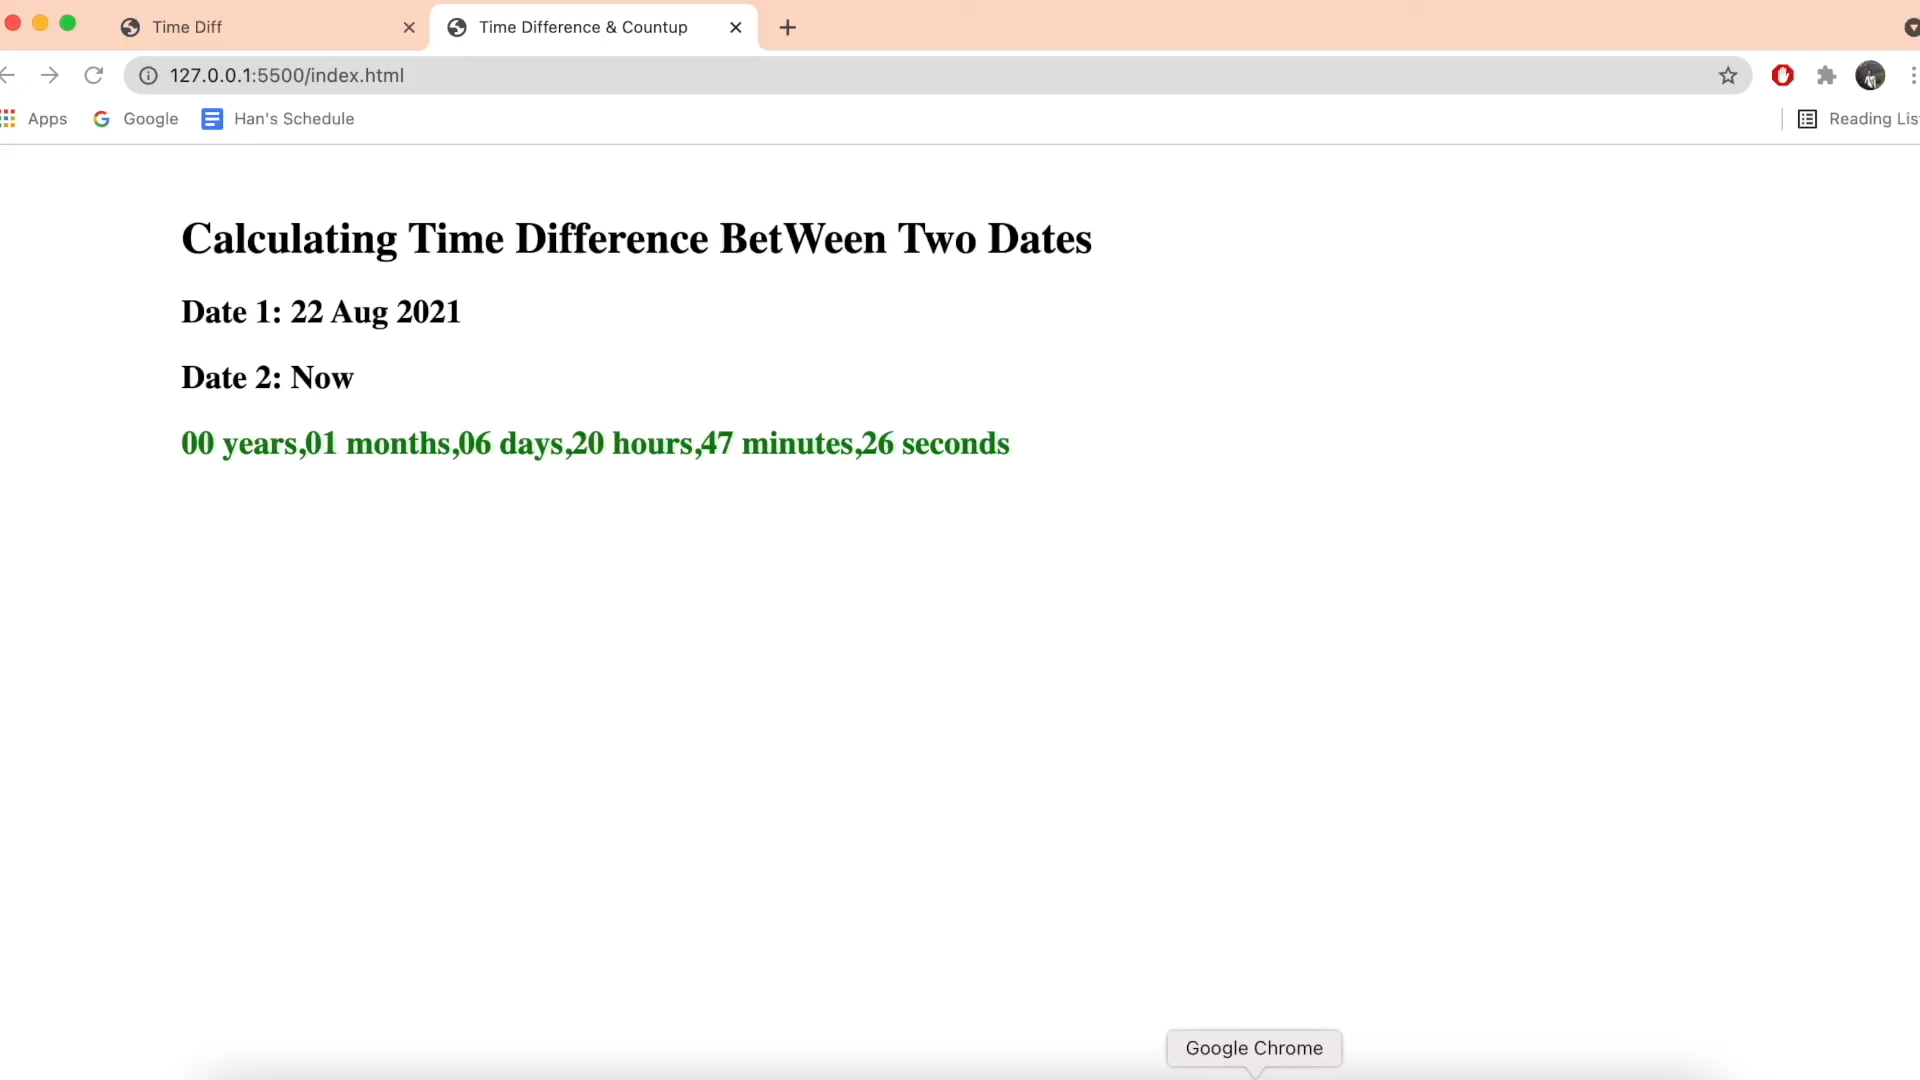 Time Diff
Time Difference & Countup
127.0.0.1:5500/index.html
Apps
Google
Han's Schedule
Reading Lis
Calculating Time Difference BetWeen Two Dates
Date 1: 22 Aug 2021
Date 2: Now
00 years,01 months,06 days,20 hours,47 minutes,26 seconds
Google Chrome